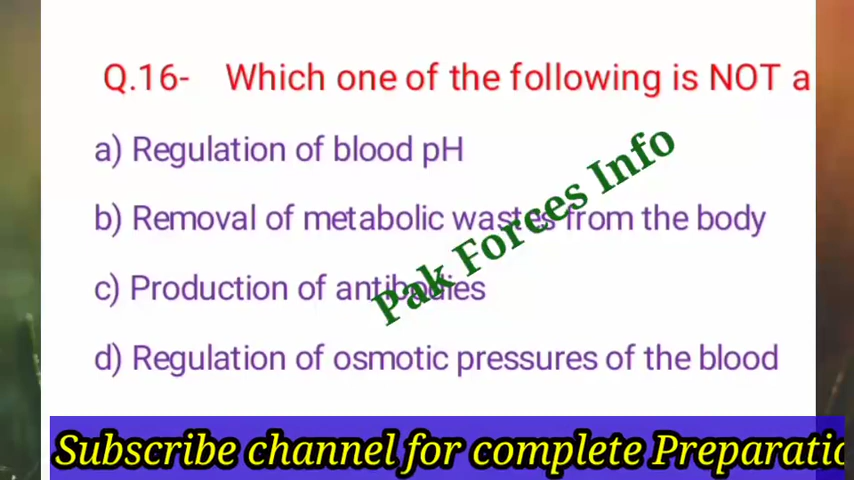 Q.16- Which one of the following is NOT a
a) Regulation of blood pH
b) Removal of metabolic wastes from the body
c) Production of antibodies
d) Regulation of osmotic pressures of the blood
Pak Forces Info
Subscribe channel for complete Preparatio